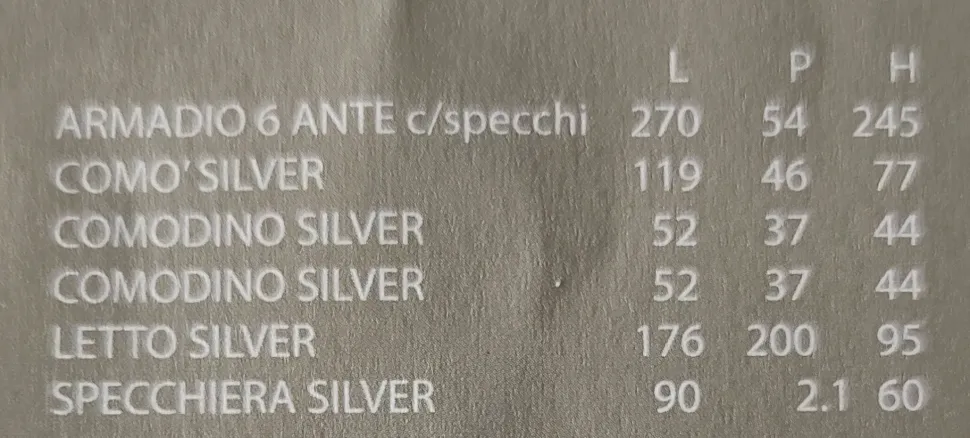 L P H
ARMADIO 6 ANTE c/specchi 270 54 245
COMO' SILVER 119 46 77
COMODINO SILVER 52 37 44
COMODINO SILVER 52 37 44
LETTO SILVER 176 200 95
SPECCHIERA SILVER 90 2.1 60